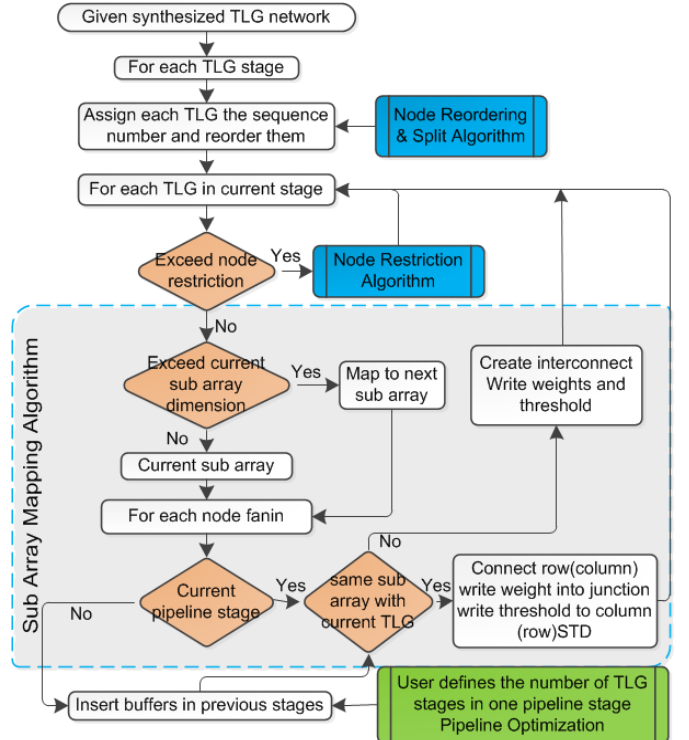 Given synthesized TLG network
For each TLG stage
Assign each TLG the sequence
number and reorder them
Node Reordering
& Split Algorithm
For each TLG in current stage
Exceed node
restriction
Yes
Node Restriction
Algorithm
No
Sub Array Mapping Algorithm
Exceed current
sub array
dimension
Yes
Map to next
sub array
Create interconnect
Write weights and
threshold
No
Current sub array
For each node fanin
No
Current
pipeline stage
Yes
same sub
array with
current TLG
Yes
Connect row(column)
write weight into junction
write threshold to column
(row)STD
No
Insert buffers in previous stages
User defines the number of TLG
stages in one pipeline stage
Pipeline Optimization